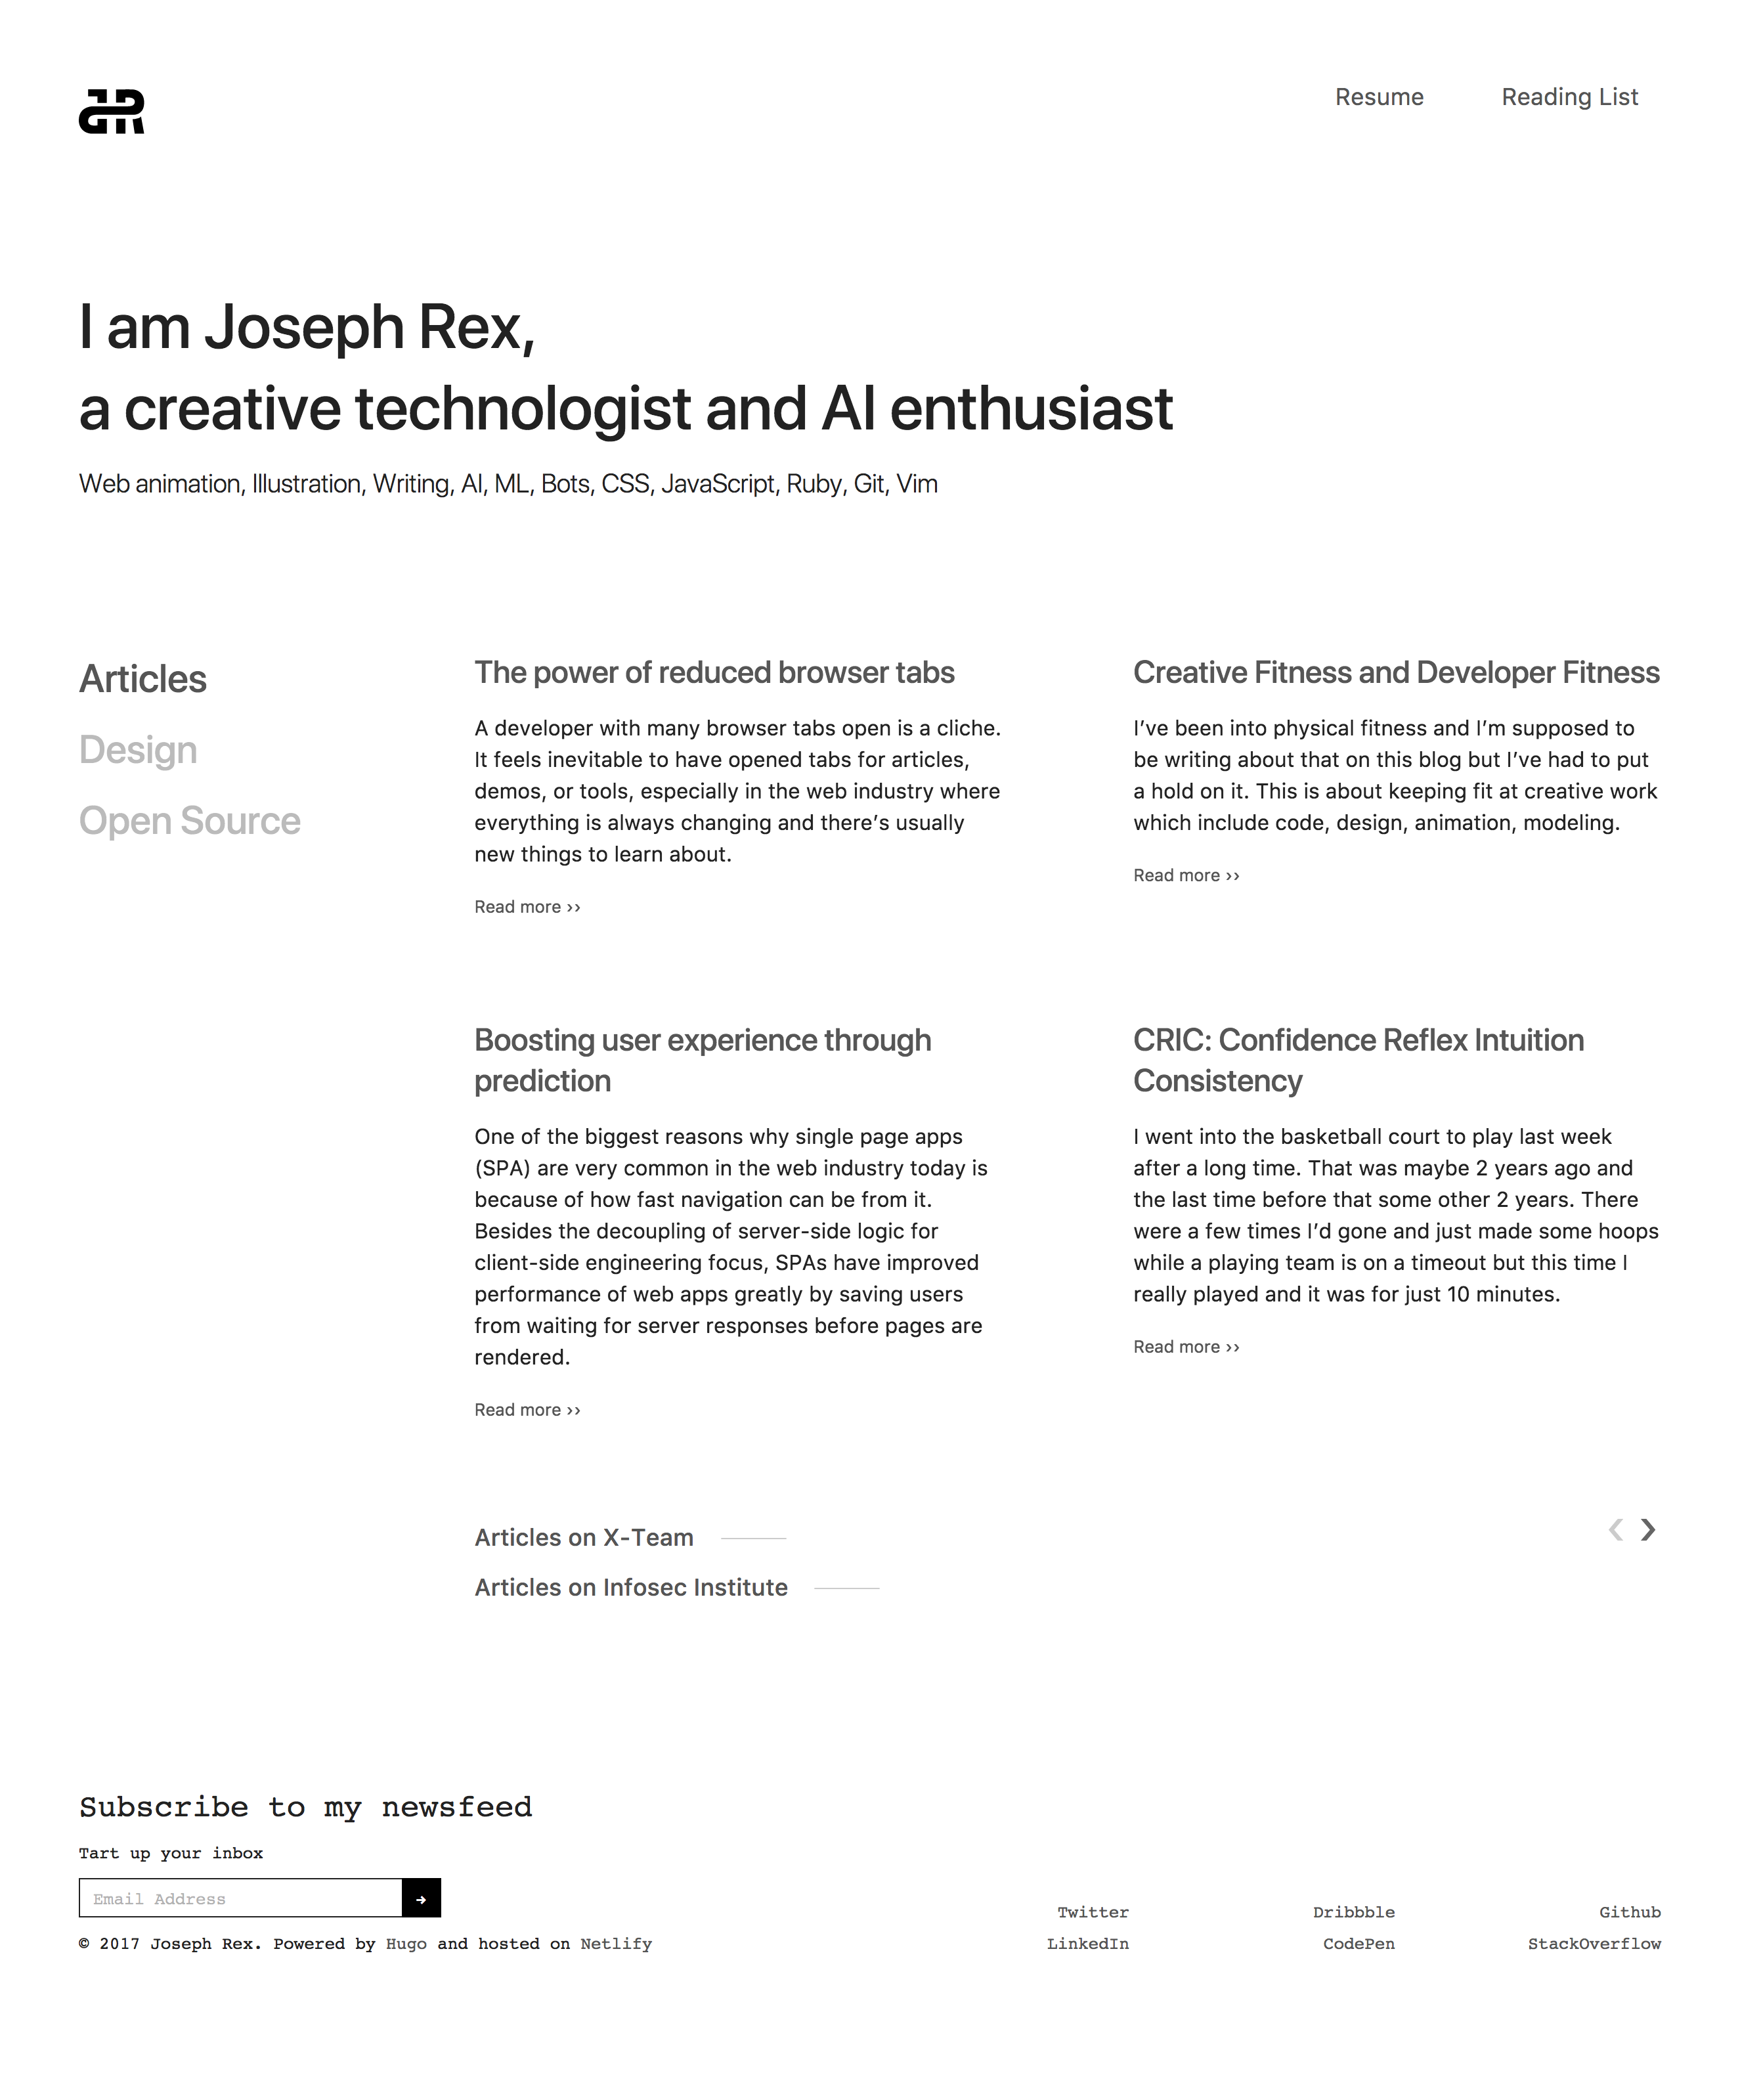 JR
Resume
Reading List
I am Joseph Rex,
a creative technologist and AI enthusiast
Web animation, Illustration, Writing, AI, ML, Bots, CSS, JavaScript, Ruby, Git, Vim
Articles
Design
Open Source
The power of reduced browser tabs
A developer with many browser tabs open is a cliche.
It feels inevitable to have opened tabs for articles,
demos, or tools, especially in the web industry where
everything is always changing and there’s usually
new things to learn about.
Read more ››
Creative Fitness and Developer Fitness
I’ve been into physical fitness and I’m supposed to
be writing about that on this blog but I’ve had to put
a hold on it. This is about keeping fit at creative work
which include code, design, animation, modeling.
Read more ››
Boosting user experience through
prediction
One of the biggest reasons why single page apps
(SPA) are very common in the web industry today is
because of how fast navigation can be from it.
Besides the decoupling of server-side logic for
client-side engineering focus, SPAs have improved
performance of web apps greatly by saving users
from waiting for server responses before pages are
rendered.
Read more ››
CRIC: Confidence Reflex Intuition
Consistency
I went into the basketball court to play last week
after a long time. That was maybe 2 years ago and
the last time before that some other 2 years. There
were a few times I’d gone and just made some hoops
while a playing team is on a timeout but this time I
really played and it was for just 10 minutes.
Read more ››
Articles on X-Team
Articles on Infosec Institute
Subscribe to my newsfeed
Tart up your inbox
Email Address
© 2017 Joseph Rex. Powered by Hugo and hosted on Netlify
Twitter
Dribbble
Github
LinkedIn
CodePen
StackOverflow